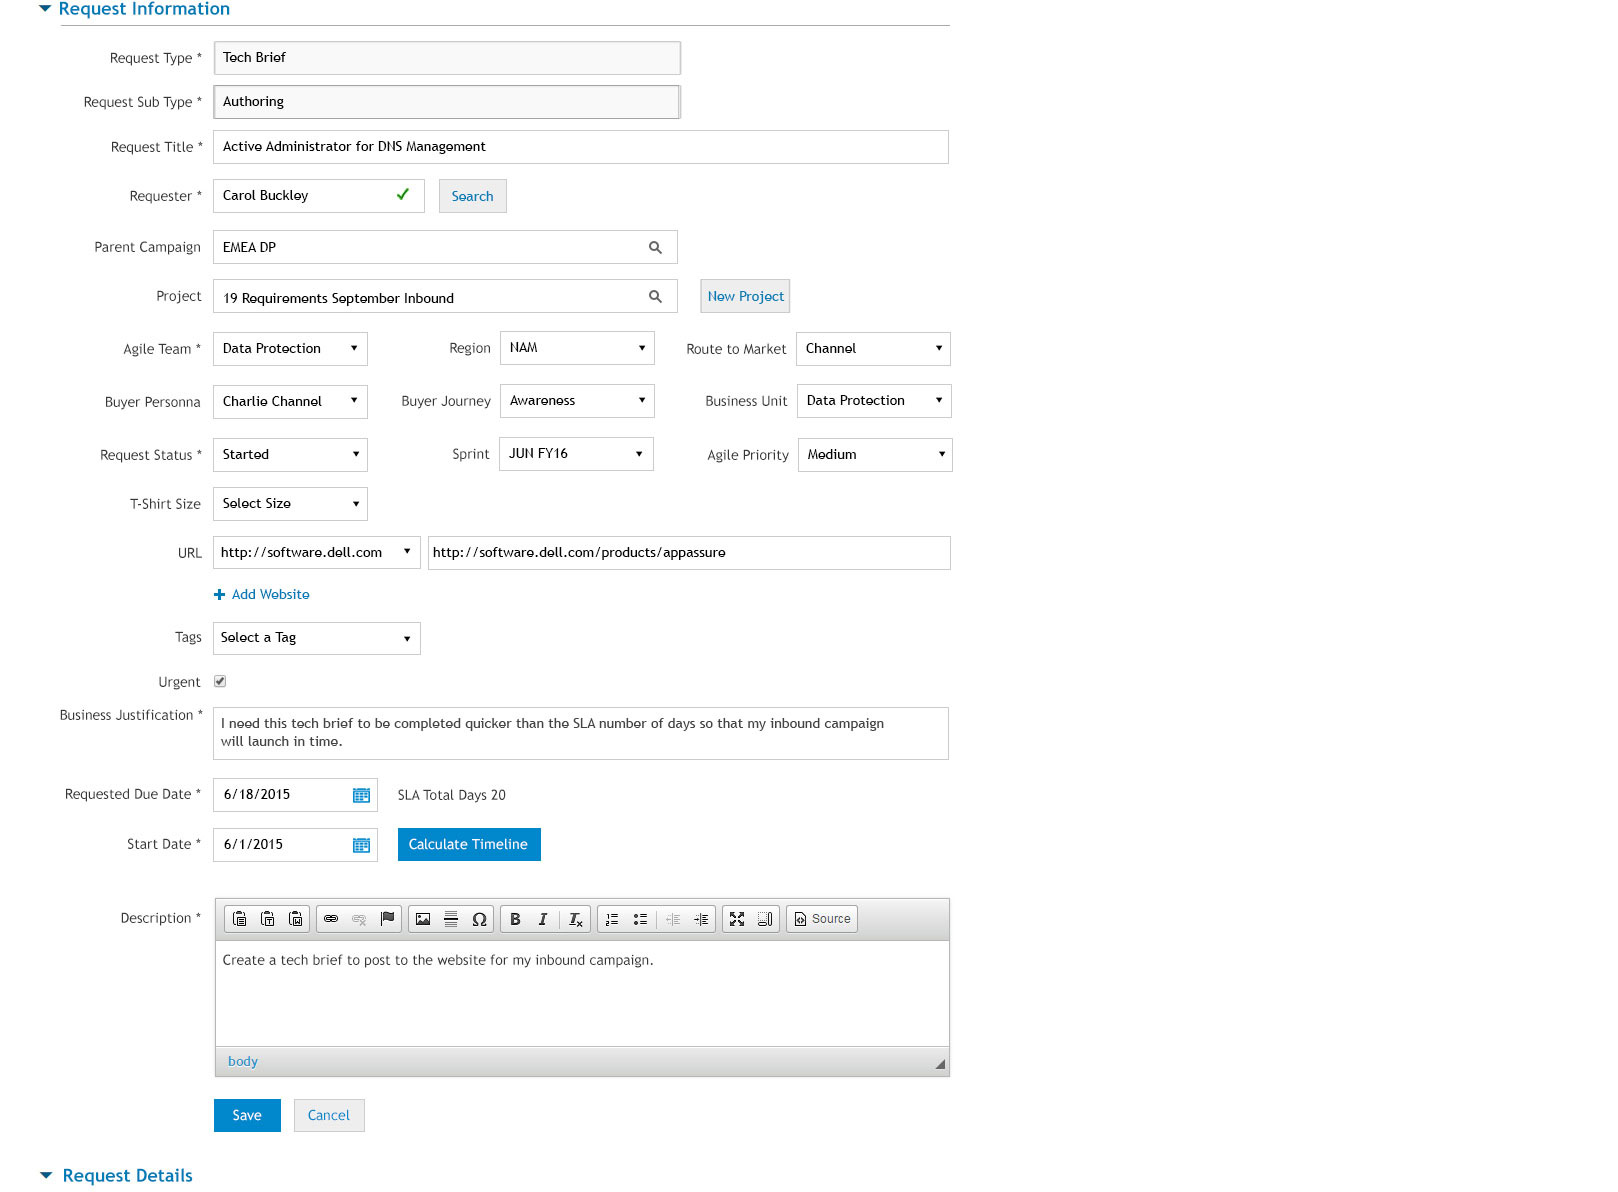 Request Information
Request Type * Tech Brief
Request Sub Type * Authoring
Request Title * Active Administrator for DNS Management
Requester * Carol Buckley Search
Parent Campaign EMEA DP
Project 19 Requirements September Inbound New Project
Agile Team * Data Protection Region NAM Route to Market Channel
Buyer Personna Charlie Channel Buyer Journey Awareness Business Unit Data Protection
Request Status * Started Sprint JUN FY16 Agile Priority Medium
T-Shirt Size Select Size
URL http://software.dell.com http://software.dell.com/products/appassure
Add Website
Tags Select a Tag
Urgent
Business Justification * I need this tech brief to be completed quicker than the SLA number of days so that my inbound campaign
will launch in time.
Requested Due Date * 6/18/2015 SLA Total Days 20
Start Date * 6/1/2015 Calculate Timeline
Description * Source
Create a tech brief to post to the website for my inbound campaign.
body
Save Cancel
Request Details